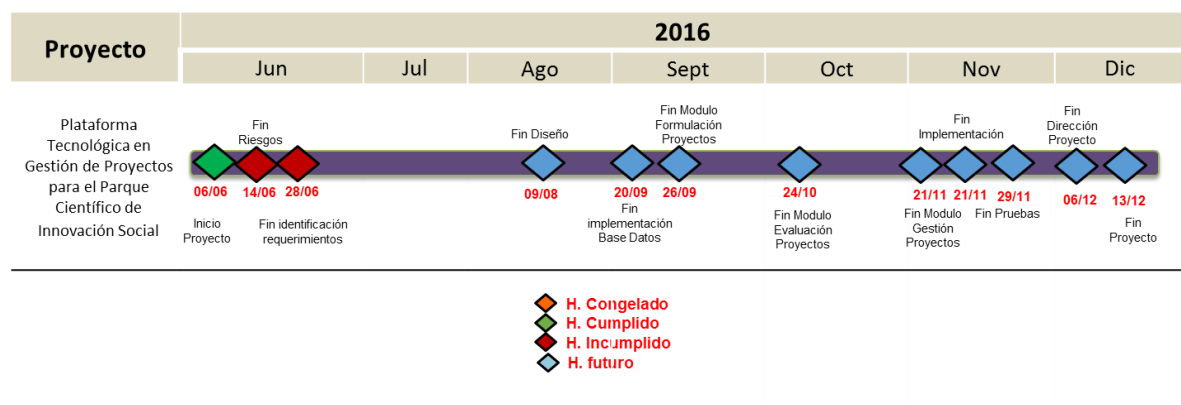 Proyecto
2016
Jun
Jul
Ago
Sept
Oct
Nov
Dic
Plataforma
Tecnológica en
Gestión de Proyectos
para el Parque
Científico de
Innovación Social
Fin
Riesgos
Fin Diseño
Fin Modulo
Formulación
Proyectos
Fin
Implementación
Fin
Dirección
Proyecto
06/06
14/06
28/06
09/08
20/09
26/09
24/10
21/11
21/11
29/11
06/12
13/12
Inicio
Proyecto
Fin identificación
requerimientos
Fin
implementación
Base Datos
Fin Modulo
Evaluación
Proyectos
Fin Modulo
Gestión
Proyectos
Fin Pruebas
Fin
Proyecto
H. Congelado
H. Cumplido
H. Incumplido
H. futuro